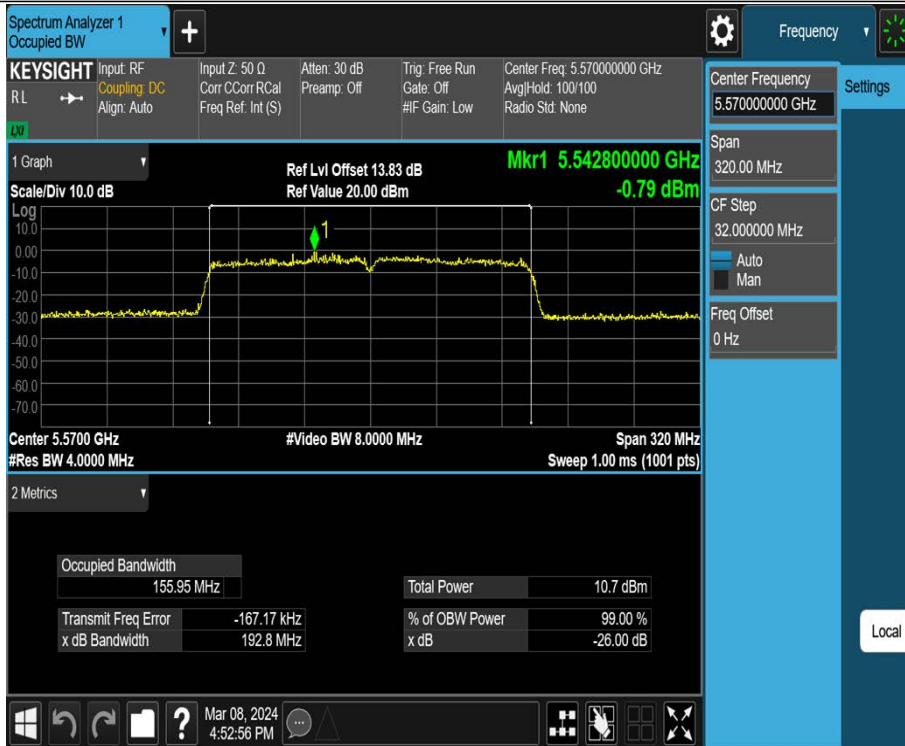 Spectrum Analyzer 1
Occupied BW
+
Frequency
KEYSIGHT
RL
LXI
Input: RF
Coupling: DC
Align: Auto
Input Z: 50 Ω
Corr CCorr RCal
Freq Ref: Int (S)
Atten: 30 dB
Preamp: Off
Trig: Free Run
Gate: Off
#IF Gain: Low
Center Freq: 5.570000000 GHz
Avg|Hold: 100/100
Radio Std: None
Center Frequency
5.570000000 GHz
Settings
Span
320.00 MHz
CF Step
32.000000 MHz
Auto
Man
Freq Offset
0 Hz
Local
1 Graph
Scale/Div 10.0 dB
Ref Lvl Offset 13.83 dB
Ref Value 20.00 dBm
Mkr1 5.542800000 GHz
-0.79 dBm
Log
10.0
0.00
-10.0
-20.0
-30.0
-40.0
-50.0
-60.0
-70.0
1
Center 5.5700 GHz
#Res BW 4.0000 MHz
#Video BW 8.0000 MHz
Span 320 MHz
Sweep 1.00 ms (1001 pts)
2 Metrics
Occupied Bandwidth
155.95 MHz
Total Power 10.7 dBm
Transmit Freq Error -167.17 kHz
% of OBW Power 99.00 %
x dB Bandwidth 192.8 MHz
x dB -26.00 dB
?
Mar 08, 2024
4:52:56 PM